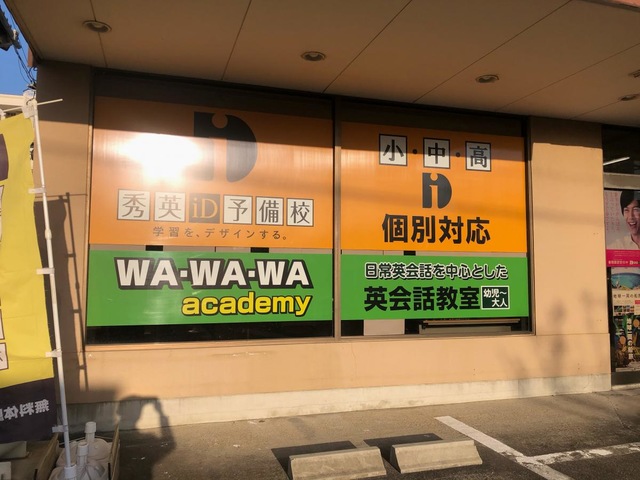 iD
秀英iD予備校
学習を、デザインする。
小・中・高
iD
個別対応
WA・WA・WA
academy
日常英会話を中心とした
英会話教室 幼児〜大人
無料体